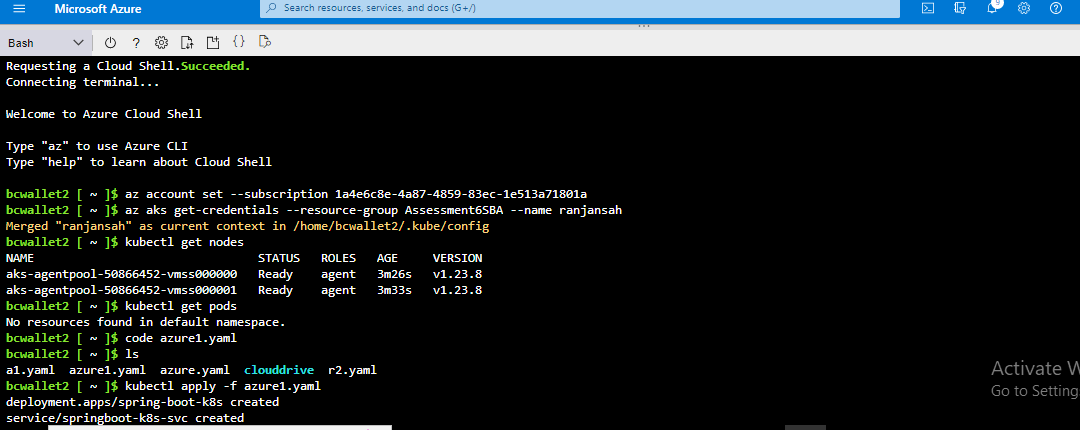 Microsoft Azure
Search resources, services, and docs (G+/)
9
Bash
Requesting a Cloud Shell.Succeeded.
Connecting terminal...
Welcome to Azure Cloud Shell
Type "az" to use Azure CLI
Type "help" to learn about Cloud Shell
bcwallet2 [ ~ ]$ az account set --subscription 1a4e6c8e-4a87-4859-83ec-1e513a71801a
bcwallet2 [ ~ ]$ az aks get-credentials --resource-group Assessment6SBA --name ranjansah
Merged "ranjansah" as current context in /home/bcwallet2/.kube/config
bcwallet2 [ ~ ]$ kubectl get nodes
NAME STATUS ROLES AGE VERSION
aks-agentpool-50866452-vmss000000 Ready agent 3m26s v1.23.8
aks-agentpool-50866452-vmss000001 Ready agent 3m33s v1.23.8
bcwallet2 [ ~ ]$ kubectl get pods
No resources found in default namespace.
bcwallet2 [ ~ ]$ code azure1.yaml
bcwallet2 [ ~ ]$ ls
a1.yaml azure1.yaml azure.yaml clouddrive r2.yaml
bcwallet2 [ ~ ]$ kubectl apply -f azure1.yaml
deployment.apps/spring-boot-k8s created
service/springboot-k8s-svc created
Activate W
Go to Setting